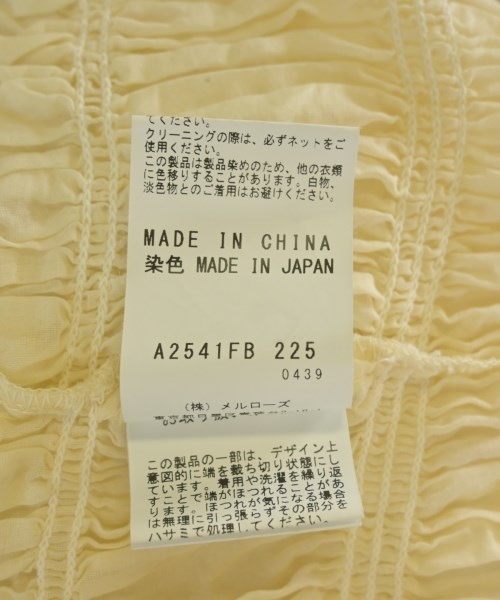 てください。
クリーニングの際は、必ずネットをご
使用ください。
この製品は製品染めのため、他の衣類
に色移りすることがあります。白物、
淡色物とのご着用はお避けください。
MADE IN CHINA
染色 MADE IN JAPAN
A2541FB 225
0439
(株) メルローズ
この製品の一部は、デザイン上
意図的に端を裁ち切り状態にし
ています。着用や洗濯を繰り返
すことで端がほつれることがあ
ります。ほつれが気になる場合
は無理に引っ張らずその部分を
ハサミで処理してください。